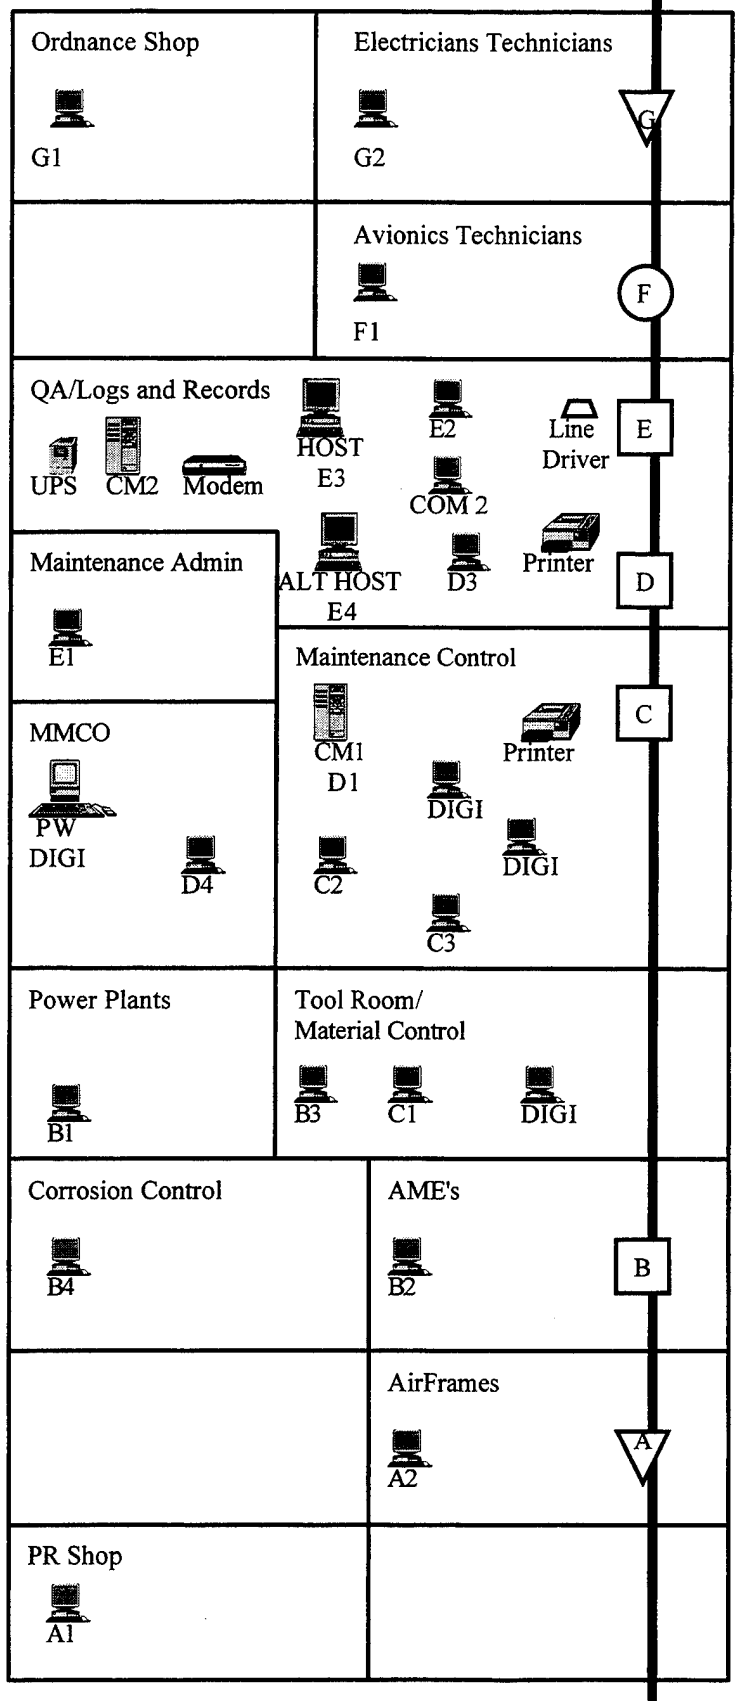 Ordnance Shop
G1
Electricians Technicians
G2
G
Avionics Technicians
F1
F
QA/Logs and Records
UPS
CM2
Modem
HOST
E3
E2
COM 2
Line
Driver
E
ALT HOST
E4
D3
Printer
D
Maintenance Admin
E1
Maintenance Control
CM1
D1
Printer
C
DIGI
DIGI
C2
C3
MMCO
PW
DIGI
D4
Power Plants
B1
Tool Room/
Material Control
B3
C1
DIGI
Corrosion Control
B4
AME's
B2
B
AirFrames
A2
A
PR Shop
A1